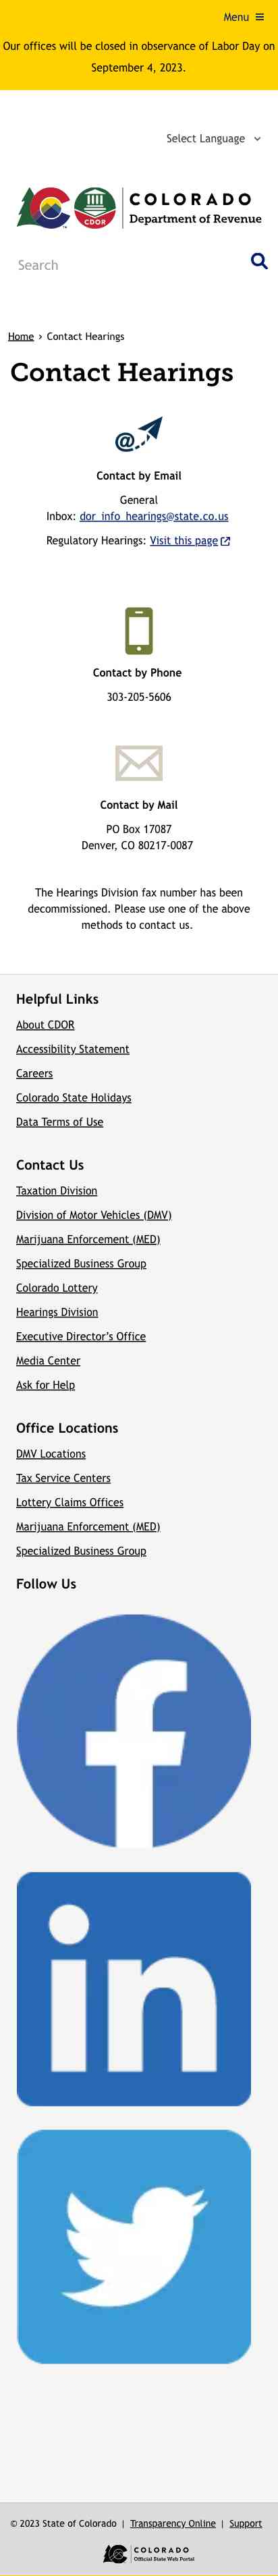 Menu
Our offices will be closed in observance of Labor Day on
September 4, 2023.
Select Language
CDOR
TM
COLORADO
Department of Revenue
Search
Home › Contact Hearings
Contact Hearings
Contact by Email
General
Inbox: dor_info_hearings@state.co.us
Regulatory Hearings: Visit this page
Contact by Phone
303-205-5606
Contact by Mail
PO Box 17087
Denver, CO 80217-0087
The Hearings Division fax number has been
decommissioned. Please use one of the above
methods to contact us.
Helpful Links
About CDOR
Accessibility Statement
Careers
Colorado State Holidays
Data Terms of Use
Contact Us
Taxation Division
Division of Motor Vehicles (DMV)
Marijuana Enforcement (MED)
Specialized Business Group
Colorado Lottery
Hearings Division
Executive Director’s Office
Media Center
Ask for Help
Office Locations
DMV Locations
Tax Service Centers
Lottery Claims Offices
Marijuana Enforcement (MED)
Specialized Business Group
Follow Us
f
in
© 2023 State of Colorado | Transparency Online | Support
COLORADO
Official State Web Portal